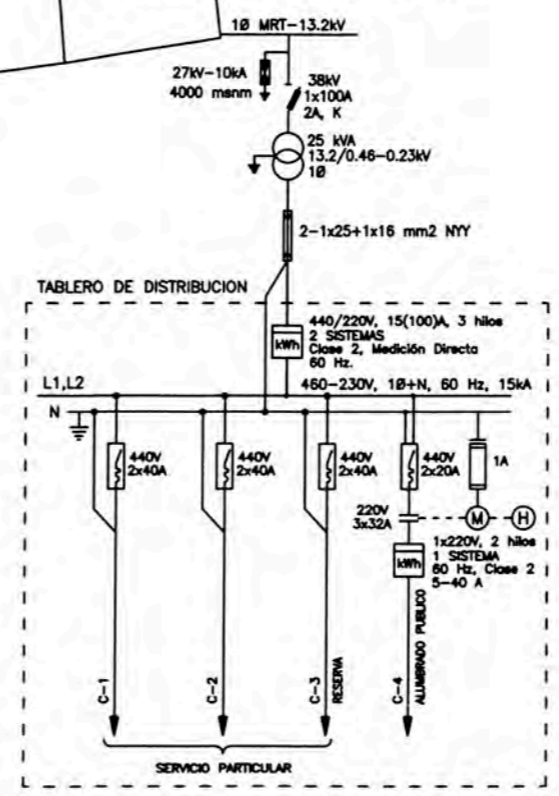 1Ø MRT-13.2kV
27kV-10kA
4000 msnm
38kV
1x100A
2A, K
25 kVA
13.2/0.46-0.23kV
1Ø
2-1x25+1x16 mm2 NYY
TABLERO DE DISTRIBUCION
440/220V, 15(100)A, 3 hilos
2 SISTEMAS
Clase 2, Medición Directa
60 Hz.
kWh
L1,L2
460-230V, 1Ø+N, 60 Hz, 15kA
N
440V
2x40A
440V
2x40A
440V
2x40A
440V
2x20A
1A
220V
3x32A
M
H
1x220V, 2 hilos
1 SISTEMA
60 Hz, Clase 2
5-40 A
kWh
C-1
C-2
C-3
RESERVA
C-4
ALUMBRADO PUBLICO
SERVICIO PARTICULAR